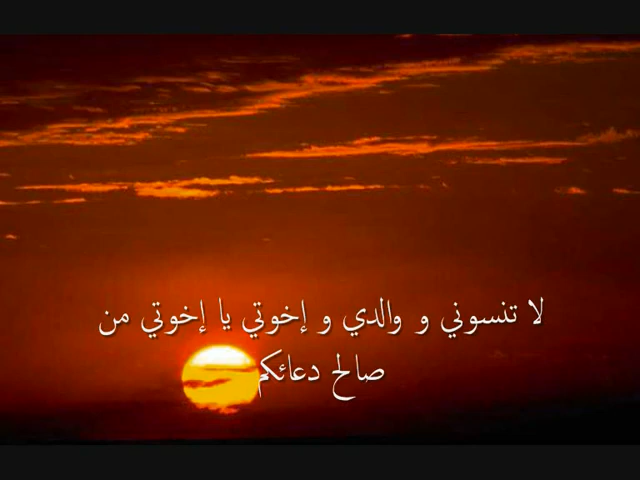 لا تنسوني و والدي و إخوتي يا إخوتي من
صالح دعائكم